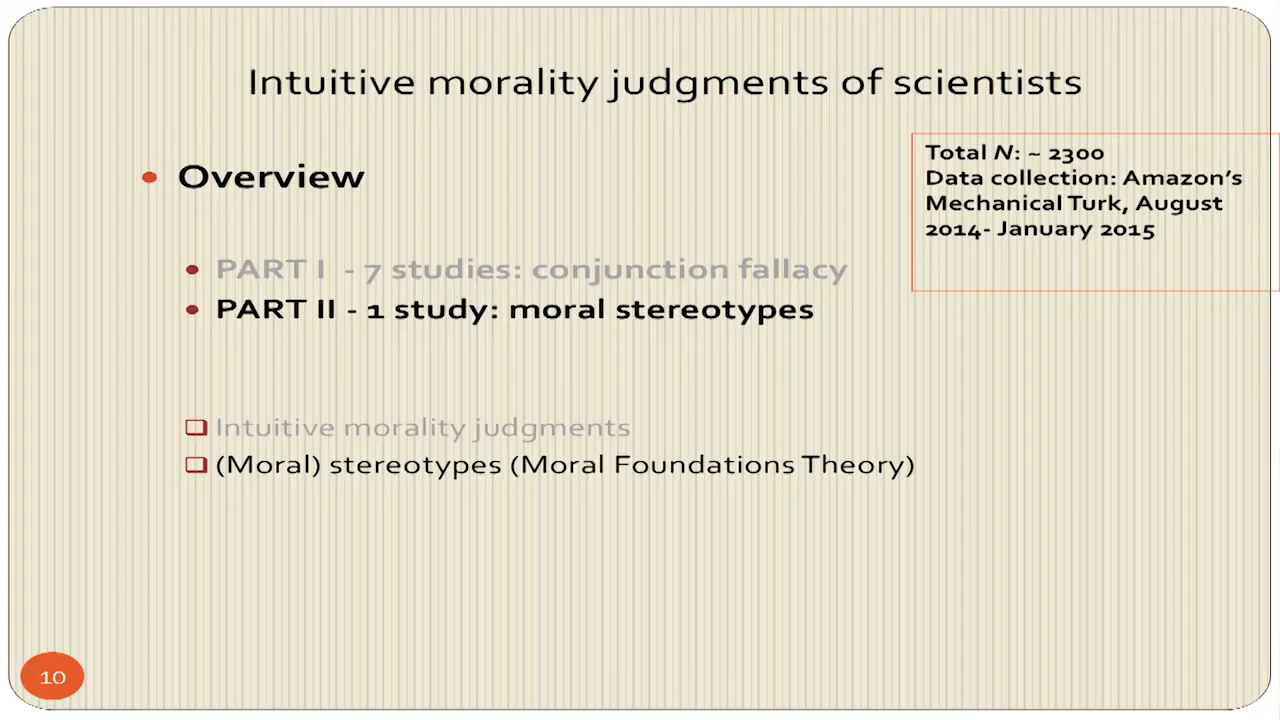 Intuitive morality judgments of scientists
Total N: ~ 2300
Data collection: Amazon's
Mechanical Turk, August
2014- January 2015
Overview
PART I - 7 studies: conjunction fallacy
PART II - 1 study: moral stereotypes
Intuitive morality judgments
(Moral) stereotypes (Moral Foundations Theory)
10